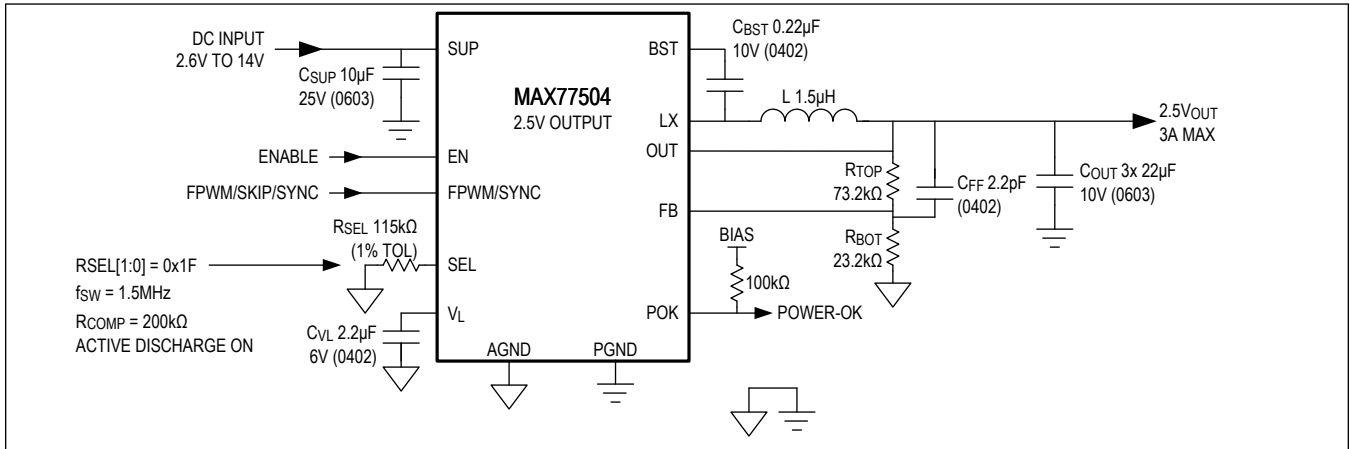 DC INPUT
2.6V TO 14V
CSUP 10µF
25V (0603)
ENABLE
FPWM/SKIP/SYNC
RSEL 115kΩ
(1% TOL)
RSEL[1:0] = 0x1F
fSW = 1.5MHz
RCOMP = 200kΩ
ACTIVE DISCHARGE ON
CVL 2.2µF
6V (0402)
SUP
EN
FPWM/SYNC
SEL
VL
MAX77504
2.5V OUTPUT
AGND
PGND
BST
LX
OUT
FB
POK
CBST 0.22µF
10V (0402)
L 1.5µH
2.5VOUT
3A MAX
RTOP
73.2kΩ
CFF 2.2pF
(0402)
COUT 3x 22µF
10V (0603)
RBOT
23.2kΩ
BIAS
100kΩ
POWER-OK